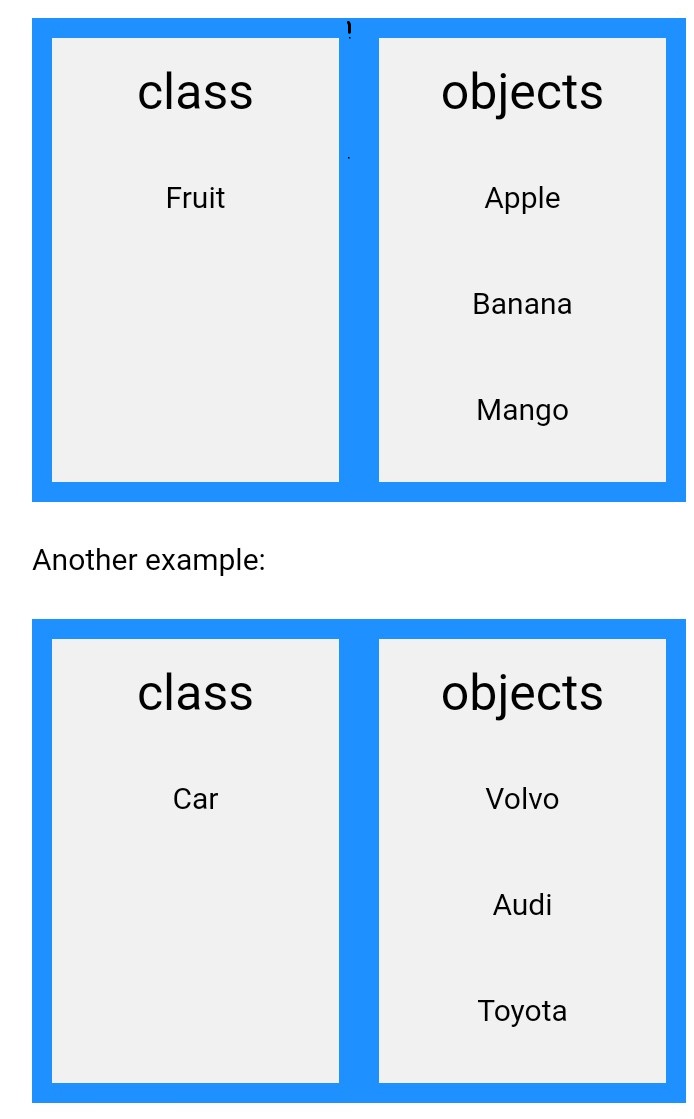 class
Fruit
objects
Apple
Banana
Mango
Another example:
class
Car
objects
Volvo
Audi
Toyota